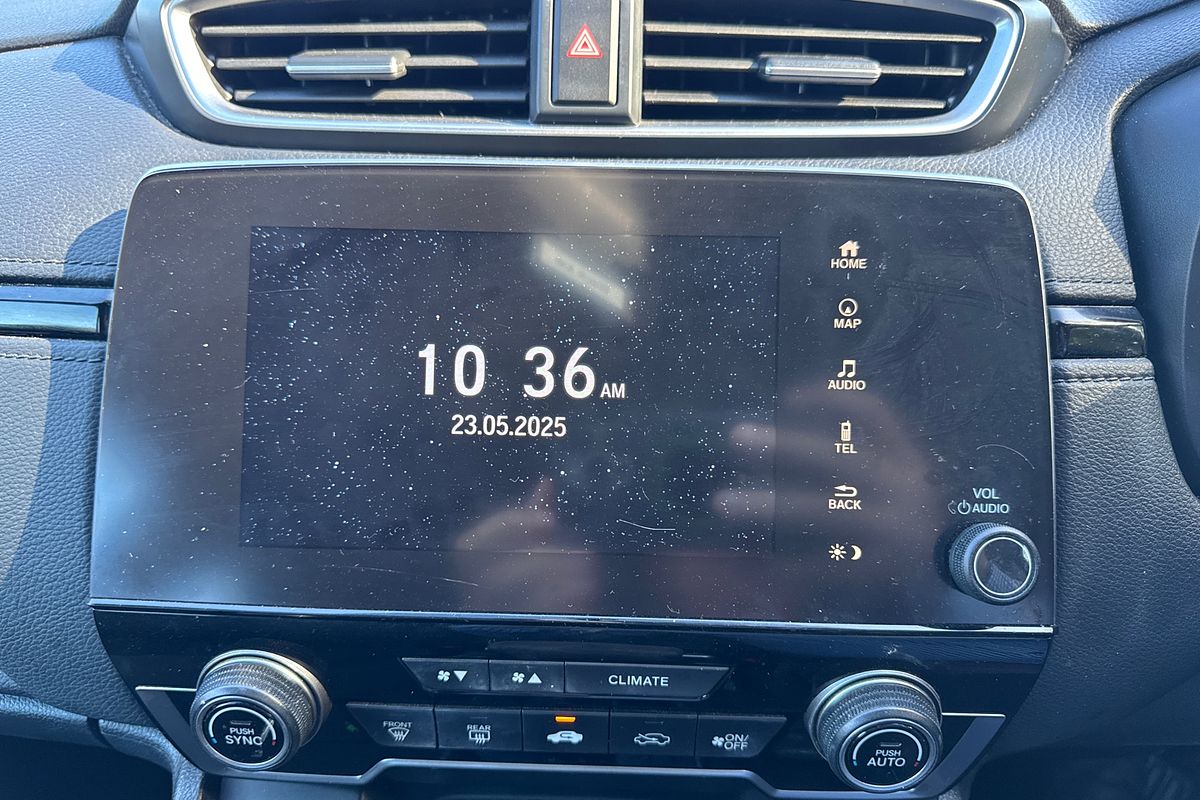 HOME
MAP
10 36 AM
AUDIO
23.05.2025
TEL
BACK
VOL
AUDIO
CLIMATE
FRONT
REAR
ON/
OFF
PUSH
SYNC
PUSH
AUTO